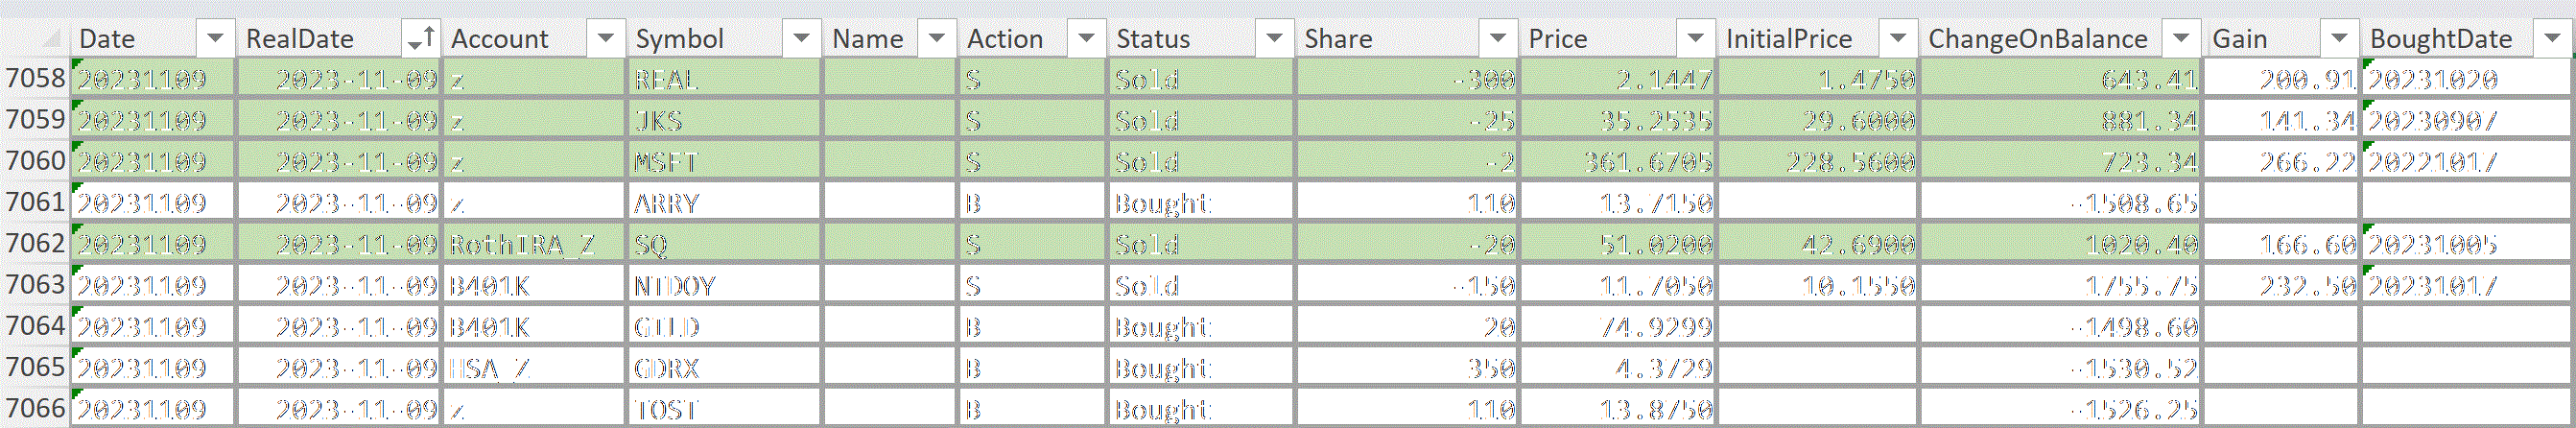 Date RealDate Account Symbol Name Action Status Share Price InitialPrice ChangeOnBalance Gain BoughtDate
7058 20231109 2023-11-09 z REAL S Sold -300 2.1447 1.4750 643.41 200.91 20231020
7059 20231109 2023-11-09 z JKS S Sold -25 35.2535 29.6000 881.34 141.34 20230907
7060 20231109 2023-11-09 z MSFT S Sold -2 361.6705 228.5600 723.34 266.22 20221017
7061 20231109 2023-11-09 z ARRY B Bought 110 13.7150 -1508.65
7062 20231109 2023-11-09 RothIRA_Z SQ S Sold -20 51.0200 42.6900 1020.40 166.60 20231005
7063 20231109 2023-11-09 B401K NTDOY S Sold -150 11.7050 10.1550 1755.75 232.50 20231017
7064 20231109 2023-11-09 B401K GTLD B Bought 20 74.9299 -1498.60
7065 20231109 2023-11-09 HSA_Z GDRX B Bought 350 4.3729 -1530.52
7066 20231109 2023-11-09 z TOST B Bought 110 13.8750 -1526.25